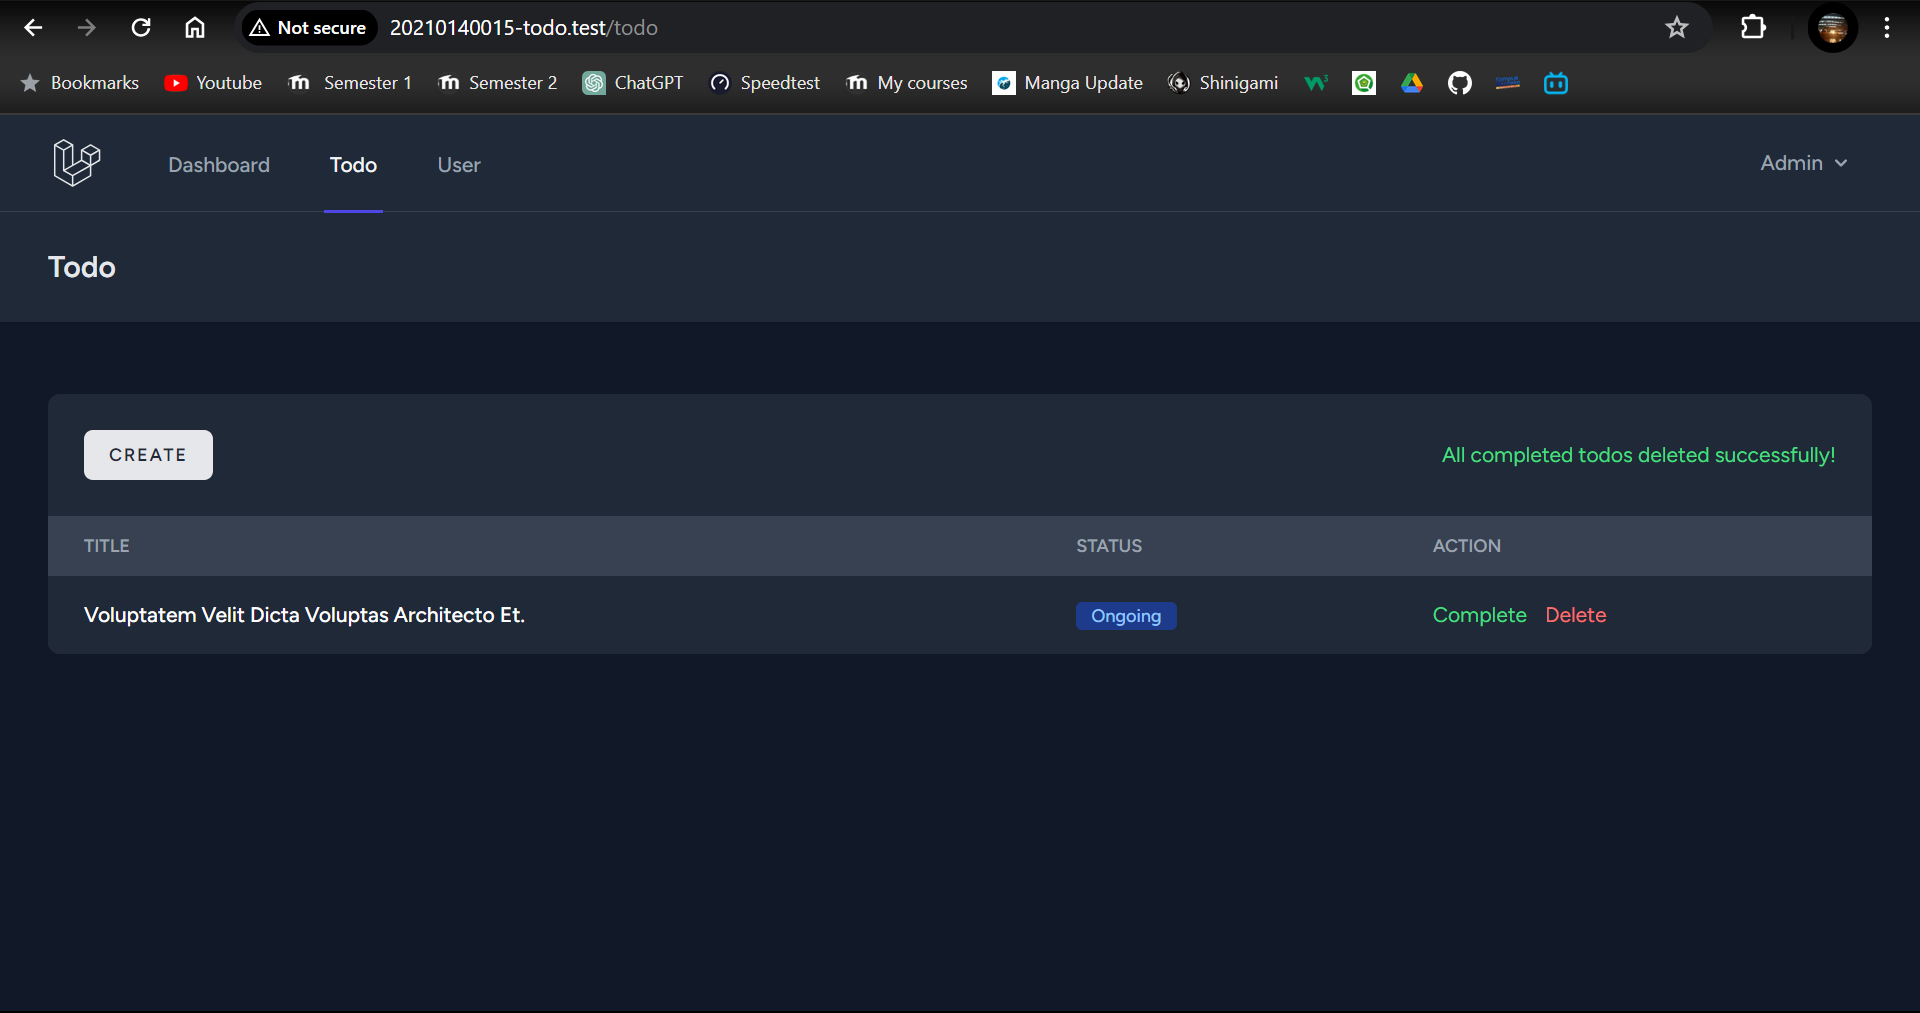 Not secure 20210140015-todo.test/todo
Bookmarks Youtube Semester 1 Semester 2 ChatGPT Speedtest My courses Manga Update Shinigami
Dashboard Todo User Admin
Todo
CREATE All completed todos deleted successfully!
TITLE STATUS ACTION
Voluptatem Velit Dicta Voluptas Architecto Et. Ongoing Complete Delete